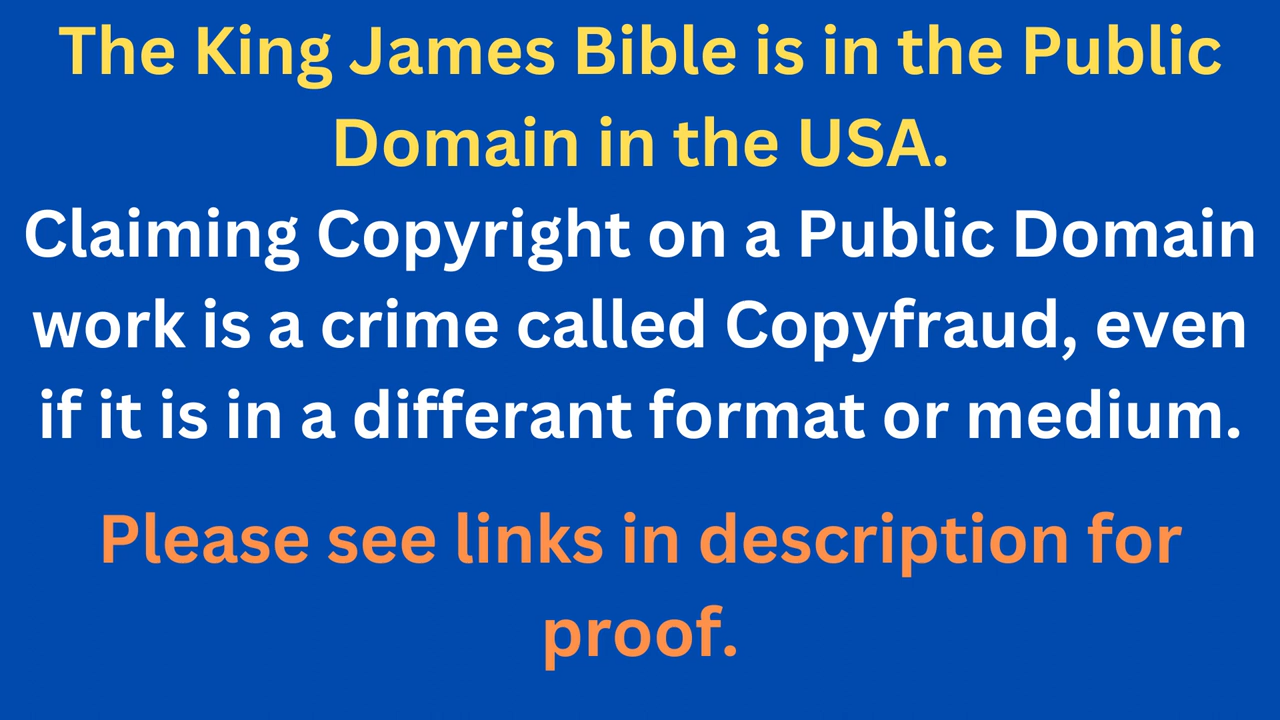 The King James Bible is in the Public
Domain in the USA.
Claiming Copyright on a Public Domain
work is a crime called Copyfraud, even
if it is in a differant format or medium.
Please see links in description for
proof.